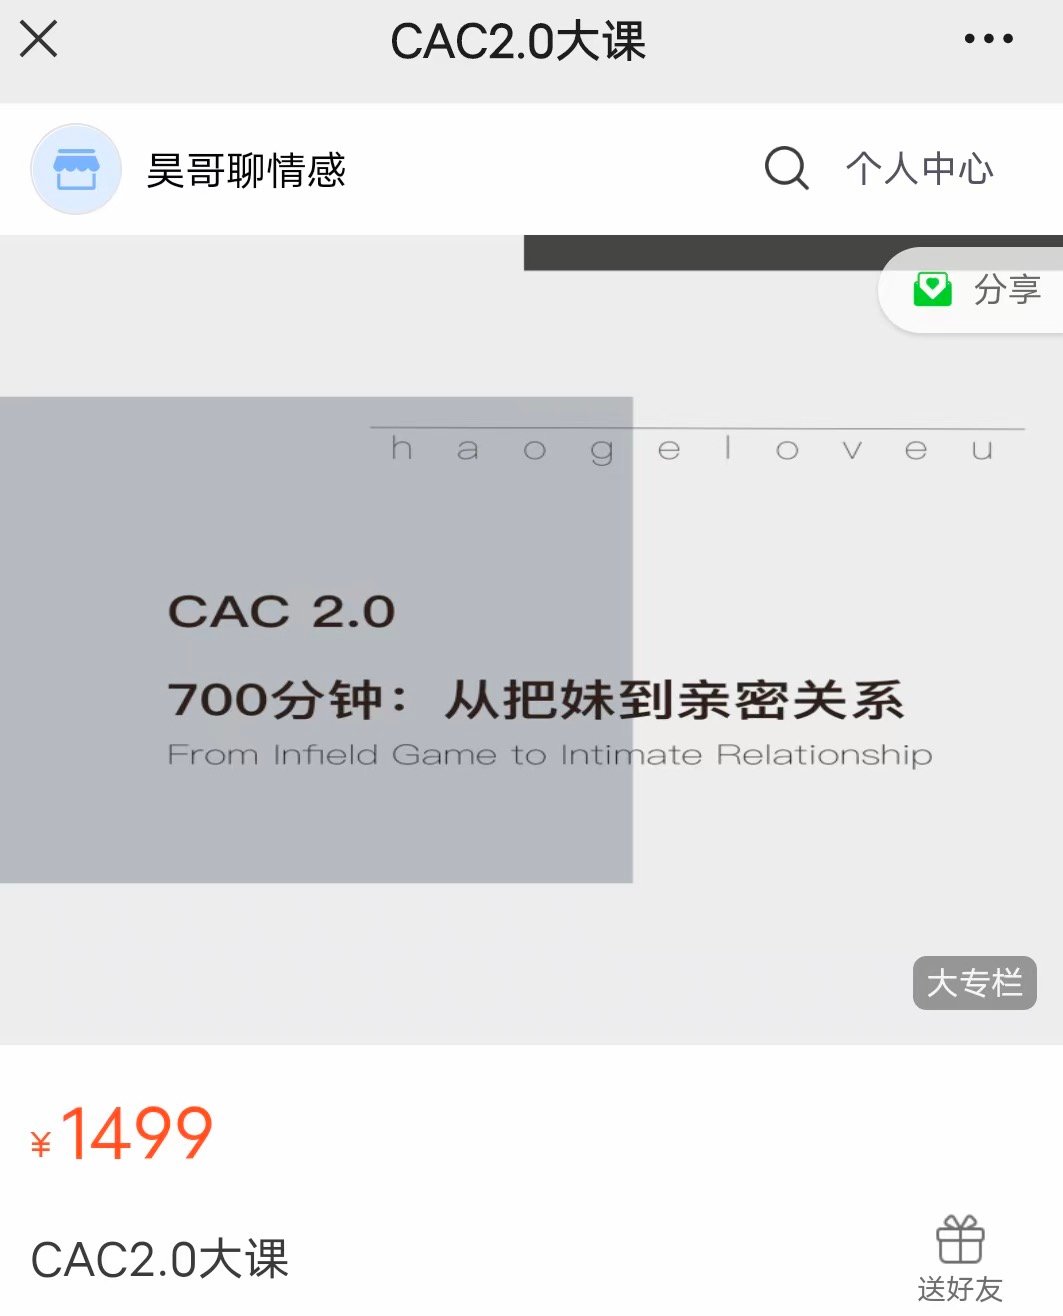 CAC2.0大课
昊哥聊情感
个人中心
分享
haogeloveu
CAC 2.0
700分钟：从把妹到亲密关系
From Infield Game to Intimate Relationship
大专栏
¥1499
CAC2.0大课
送好友